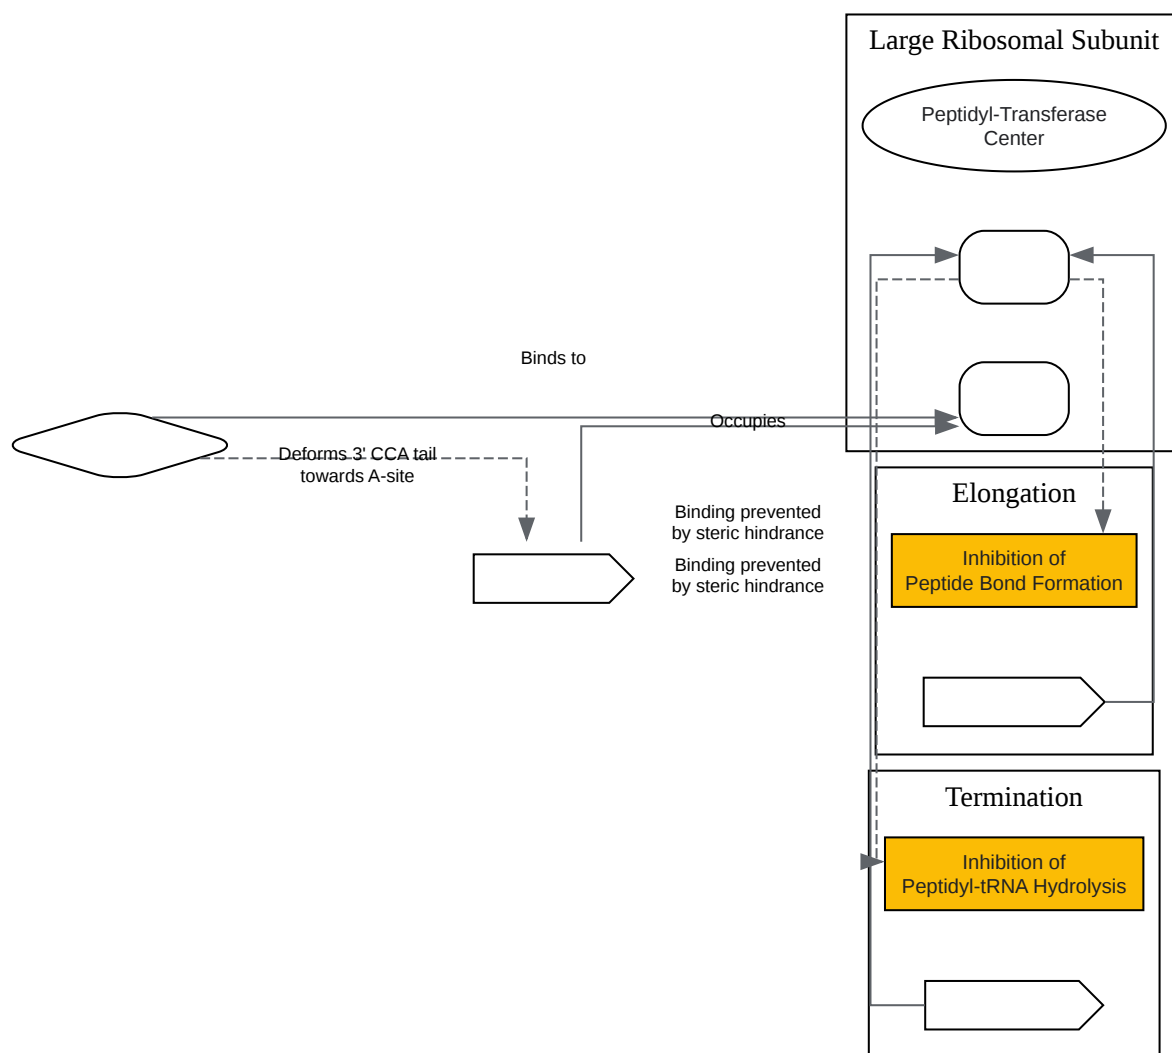 Large Ribosomal Subunit
Peptidyl-Transferase
Center
Binds to
Occupies
Deforms 3' CCA tail
towards A-site
Binding prevented
by steric hindrance
Binding prevented
by steric hindrance
Elongation
Inhibition of
Peptide Bond Formation
Termination
Inhibition of
Peptidyl-tRNA Hydrolysis